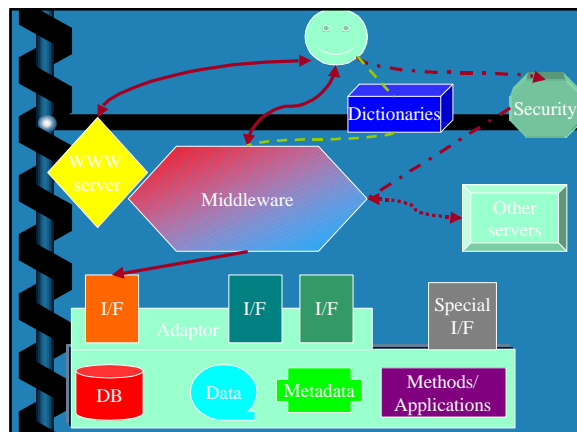 Dictionaries
Security
WWW
server
Middleware
Other
servers
I/F
I/F
I/F
Special
I/F
Adaptor
DB
Data
Metadata
Methods/
Applications